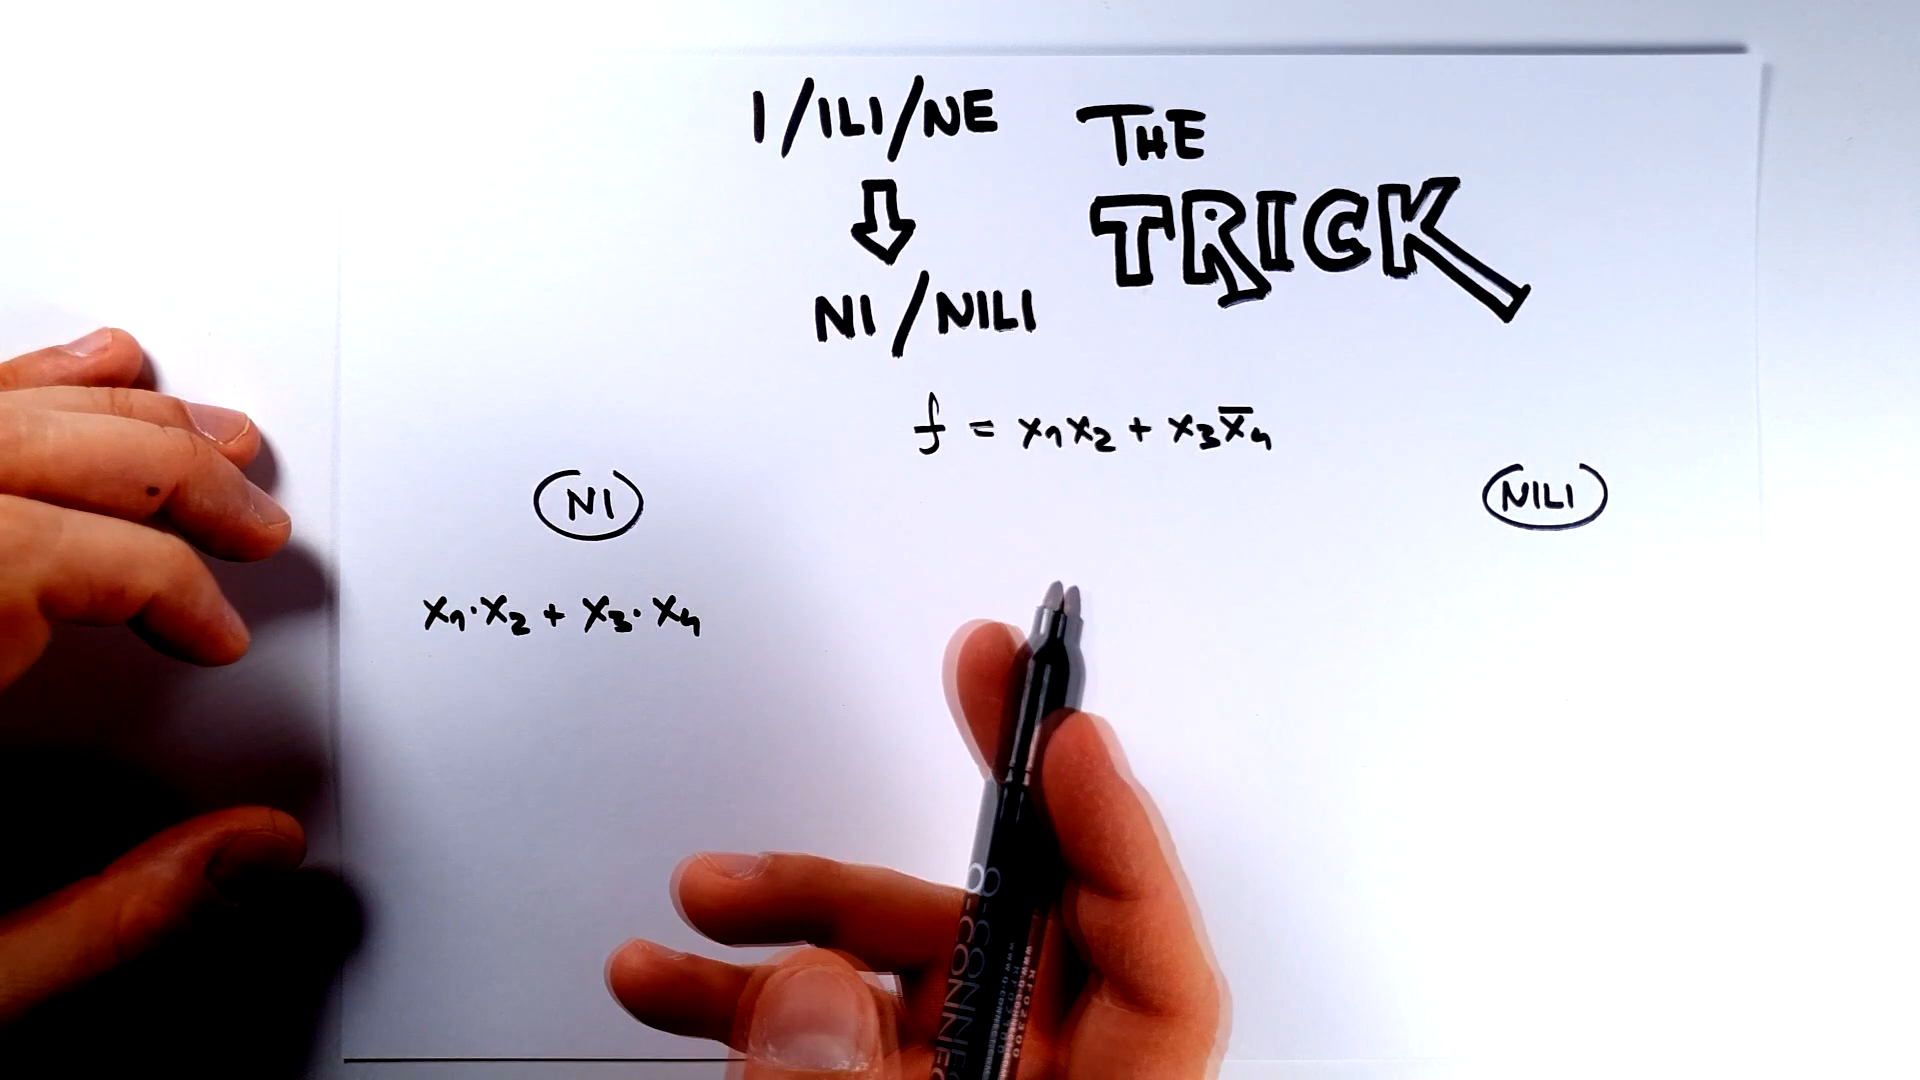 I/ILI/NE
⇩
NI/NILI
THE
TRICK
f = x₁x₂ + x₃x̅₄
NI
NILI
x₁·x₂ + x₃·x₄